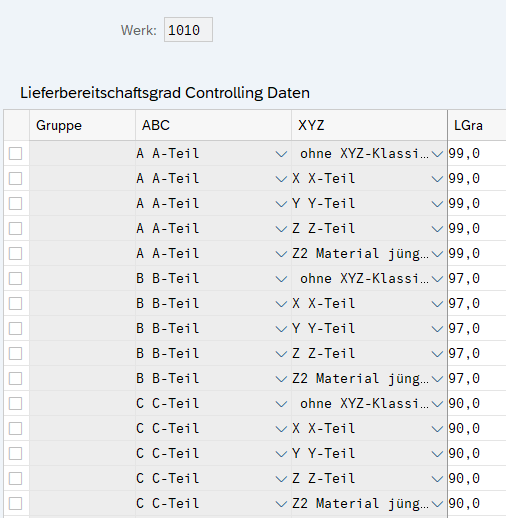 Werk: 1010
Lieferbereitschaftsgrad Controlling Daten
Gruppe ABC XYZ LGra
A A-Teil ohne XYZ-Klassi… 99,0
A A-Teil X X-Teil 99,0
A A-Teil Y Y-Teil 99,0
A A-Teil Z Z-Teil 99,0
A A-Teil Z2 Material jüng… 99,0
B B-Teil ohne XYZ-Klassi… 97,0
B B-Teil X X-Teil 97,0
B B-Teil Y Y-Teil 97,0
B B-Teil Z Z-Teil 97,0
B B-Teil Z2 Material jüng… 97,0
C C-Teil ohne XYZ-Klassi… 90,0
C C-Teil X X-Teil 90,0
C C-Teil Y Y-Teil 90,0
C C-Teil Z Z-Teil 90,0
C C-Teil Z2 Material jüng… 90,0